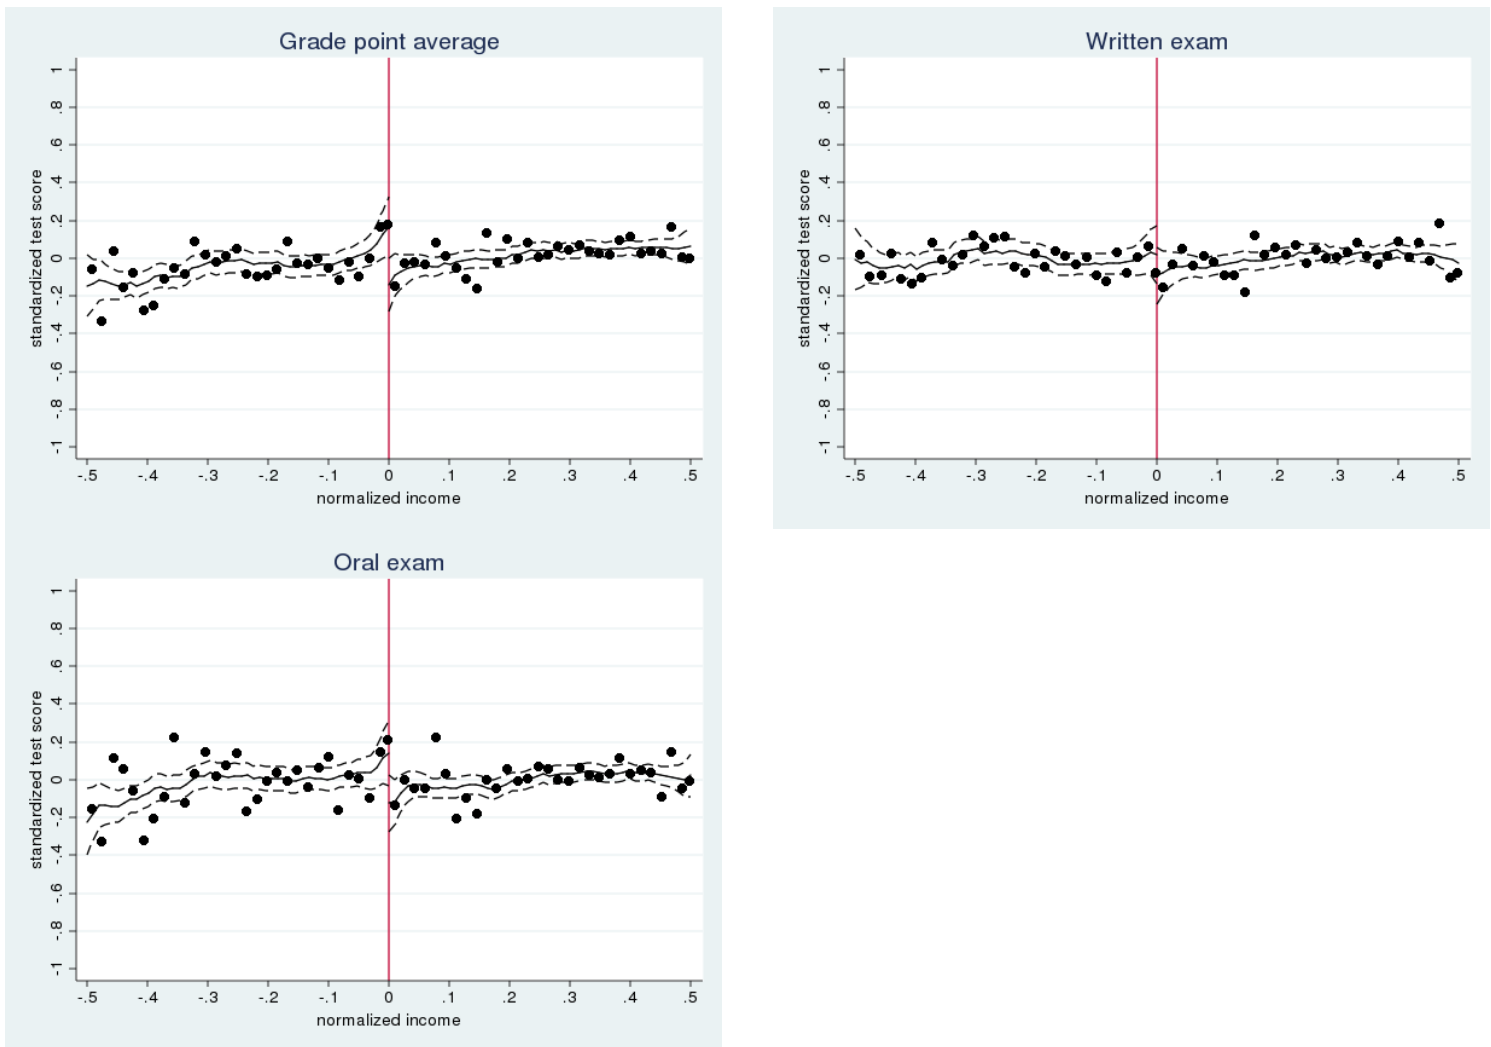 Grade point average
standardized test score
1
.8
.6
.4
.2
0
-.2
-.4
-.6
-.8
-1
-.5 -.4 -.3 -.2 -.1 0 .1 .2 .3 .4 .5
normalized income
Written exam
standardized test score
1
.8
.6
.4
.2
0
-.2
-.4
-.6
-.8
-1
-.5 -.4 -.3 -.2 -.1 0 .1 .2 .3 .4 .5
normalized income
Oral exam
standardized test score
1
.8
.6
.4
.2
0
-.2
-.4
-.6
-.8
-1
-.5 -.4 -.3 -.2 -.1 0 .1 .2 .3 .4 .5
normalized income